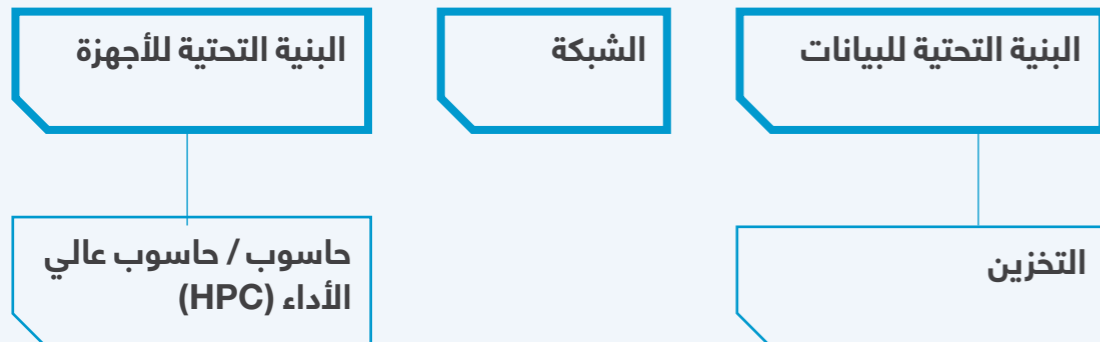 البنية التحتية للبيانات
الشبكة
البنية التحتية للأجهزة
التخزين
حاسوب / حاسوب عالي
الأداء (HPC)